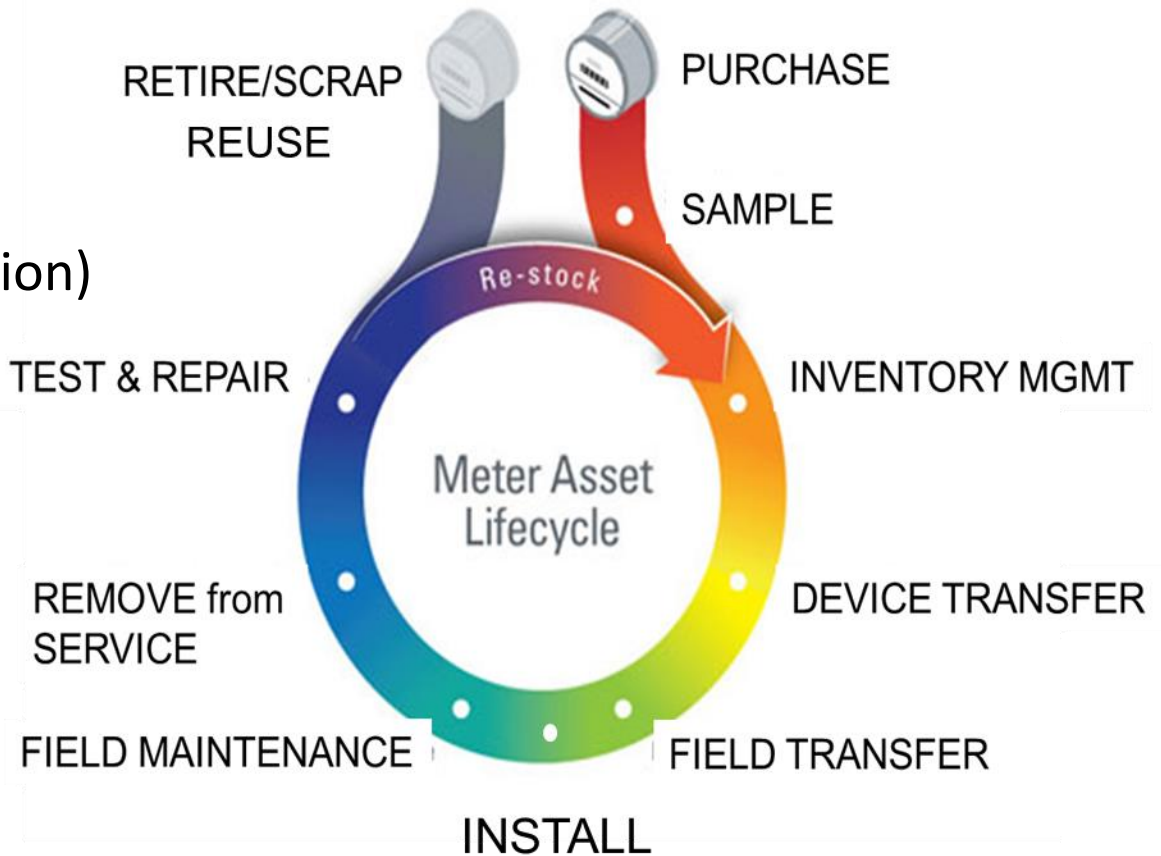 RETIRE/SCRAP
REUSE
PURCHASE
SAMPLE
ion)
Re-stock
TEST & REPAIR
INVENTORY MGMT
Meter Asset
Lifecycle
REMOVE from
SERVICE
DEVICE TRANSFER
FIELD MAINTENANCE
FIELD TRANSFER
INSTALL